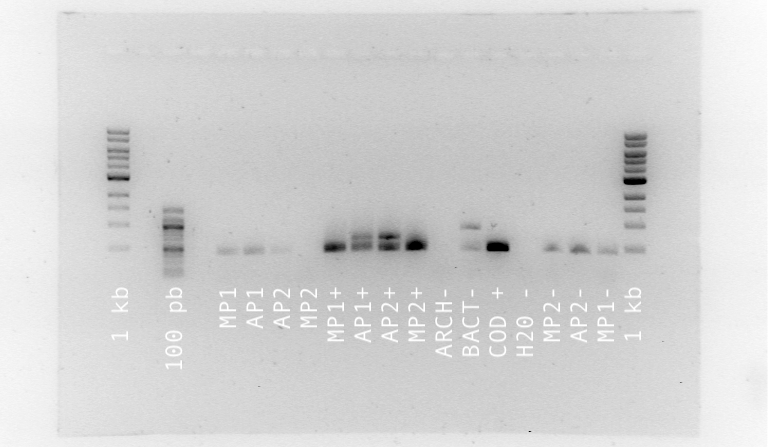 1 kb
100 pb
MP1
AP1
AP2
MP2
MP1+
AP1+
AP2+
MP2+
ARCH-
BACT-
COD +
H20 -
MP2-
AP2-
MP1-
1 kb